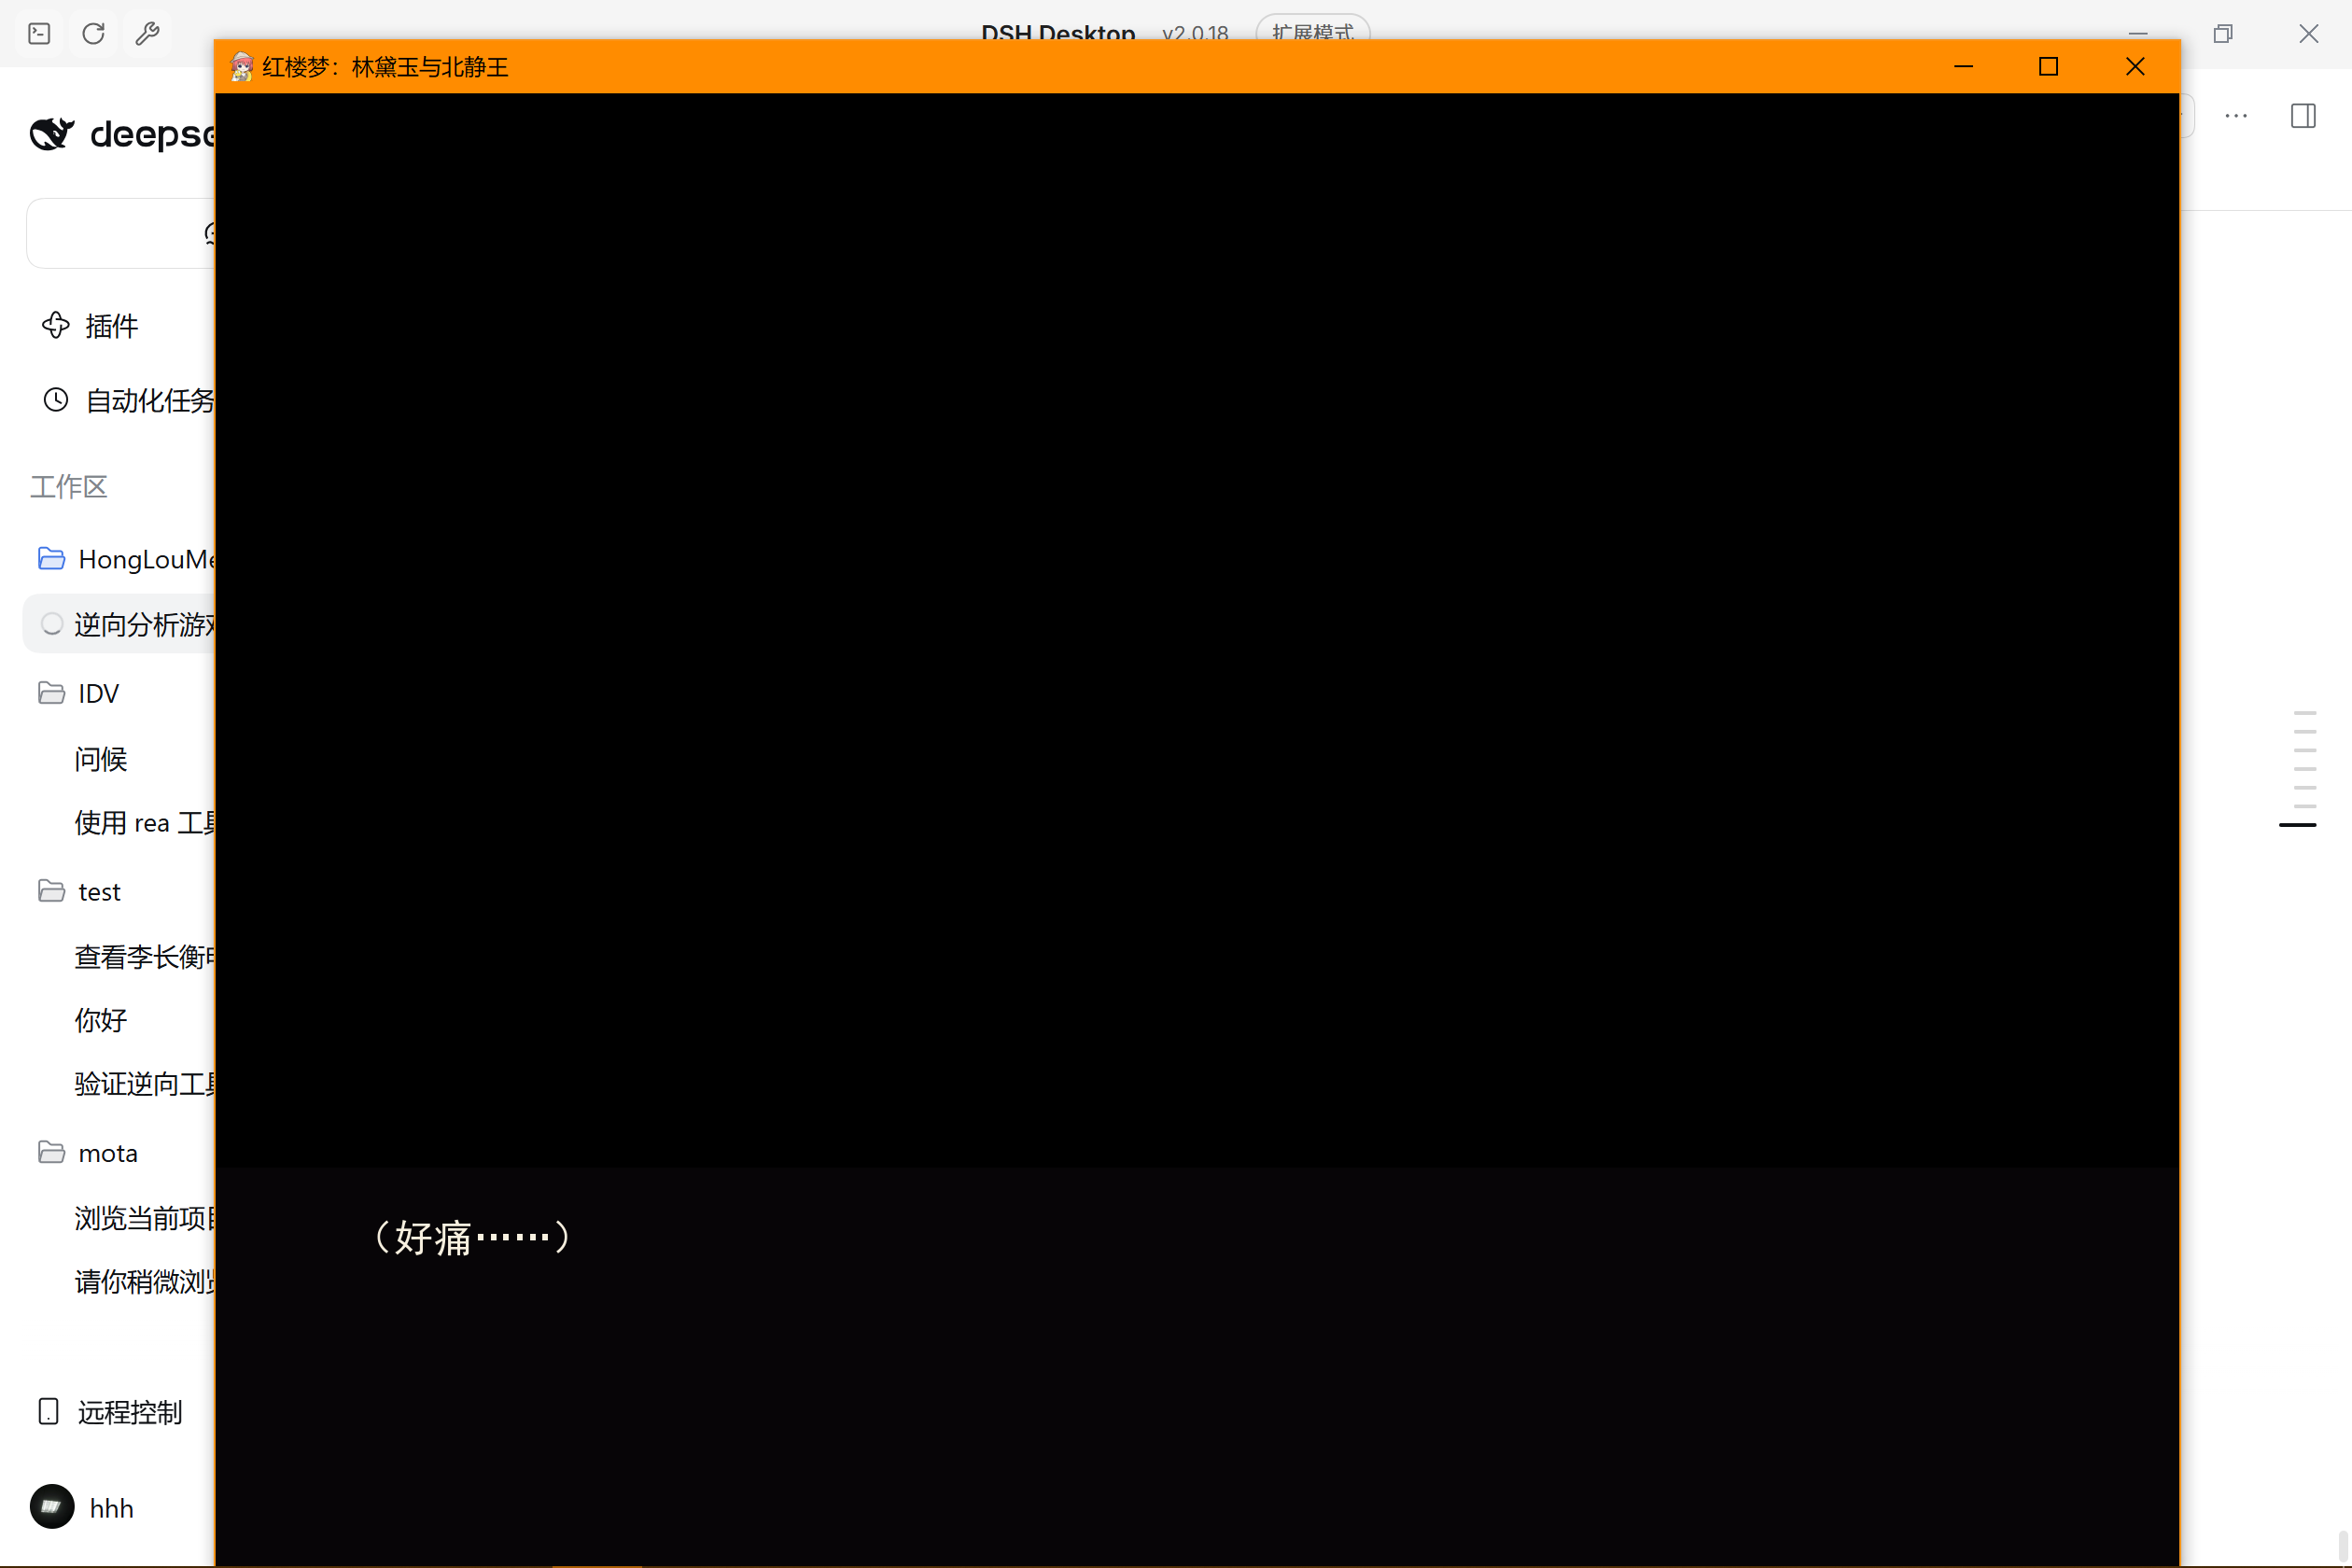 DSH Desktop v2.0.18 扩展模式
红楼梦：林黛玉与北静王
插件
自动化任务
工作区
HongLouMe
逆向分析游
IDV
问候
使用 rea 工
test
查看李长衡
你好
验证逆向工
mota
浏览当前项
请你稍微浏
远程控制
hhh
（好痛……）